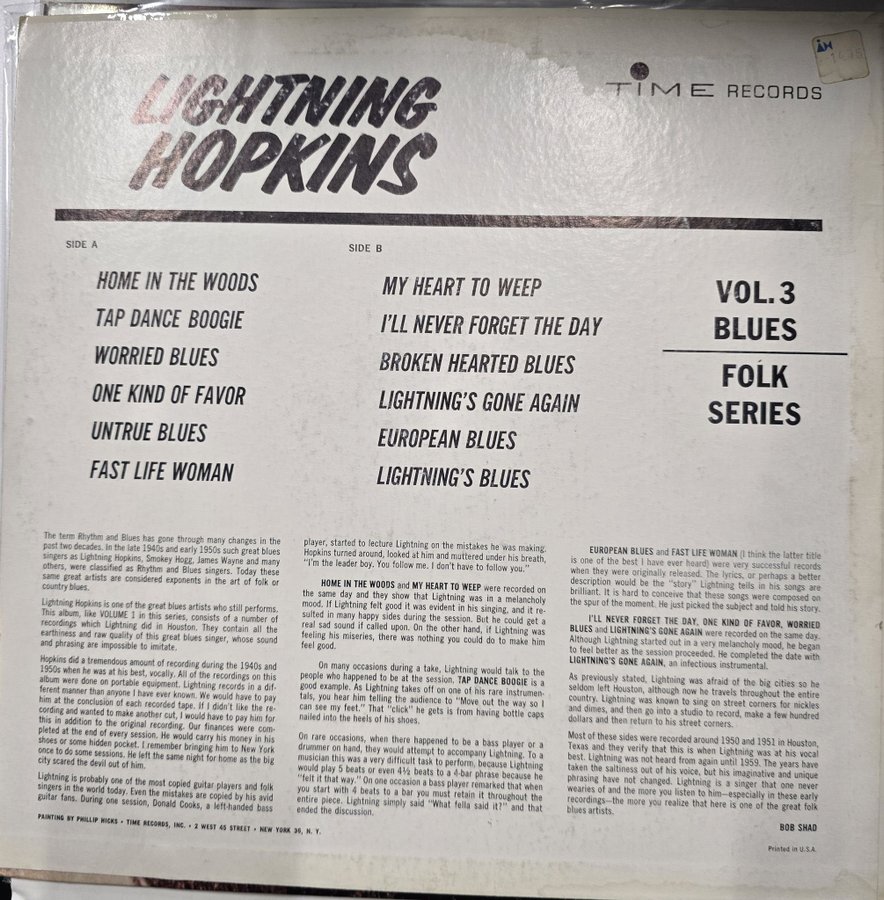 LIGHTNING
HOPKINS
TIME RECORDS
SIDE A
HOME IN THE WOODS
TAP DANCE BOOGIE
WORRIED BLUES
ONE KIND OF FAVOR
UNTRUE BLUES
FAST LIFE WOMAN
SIDE B
MY HEART TO WEEP
I'LL NEVER FORGET THE DAY
BROKEN HEARTED BLUES
LIGHTNING'S GONE AGAIN
EUROPEAN BLUES
LIGHTNING'S BLUES
VOL. 3
BLUES
FOLK
SERIES
The term Rhythm and Blues has gone through many changes in the
past two decades. In the late 1940s and early 1950s such great blues
singers as Lightning Hopkins, Smokey Hogg, James Wayne and many
others, were classified as Rhythm and Blues singers. Today these
same great artists are considered exponents in the art of folk or
country blues.
Lightning Hopkins is one of the great blues artists who still performs.
This album, like VOLUME 1 in this series, consists of a number of
recordings which Lightning did in Houston. They contain all the
earthiness and raw quality of this great blues singer, whose sound
and phrasing are impossible to imitate.
Hopkins did a tremendous amount of recording during the 1940s and
1950s when he was at his best, vocally. All of the recordings on this
album were done on portable equipment. Lightning records in a dif-
ferent manner than anyone I have ever known. We would have to pay
him at the conclusion of each recorded tape. If I didn't like the re-
cording and wanted to make another cut, I would have to pay him for
this in addition to the original recording. Our finances were com-
pleted at the end of every session. He would carry his money in his
shoes or some hidden pocket. I remember bringing him to New York
once to do some sessions. He left the same night for home as the big
city scared the devil out of him.
Lightning is probably one of the most copied guitar players and folk
singers in the world today. Even the mistakes are copied by his avid
guitar fans. During one session, Donald Cooks, a left-handed bass
player, started to lecture Lightning on the mistakes he was making.
Hopkins turned around, looked at him and muttered under his breath,
"I'm the leader boy. You follow me. I don't have to follow you."
HOME IN THE WOODS and MY HEART TO WEEP were recorded on
the same day and they show that Lightning was in a melancholy
mood. If Lightning felt good it was evident in his singing, and it re-
sulted in many happy sides during the session. But he could get a
real sad sound if called upon. On the other hand, if Lightning was
feeling his miseries, there was nothing you could do to make him
feel good.
On many occasions during a take, Lightning would talk to the
people who happened to be at the session. TAP DANCE BOOGIE is a
good example. As Lightning takes off on one of his rare instrumen-
tals, you hear him telling the audience to "Move out the way so I
can see my feet." That "click" he gets is from having bottle caps
nailed into the heels of his shoes.
On rare occasions, when there happened to be a bass player or a
drummer on hand, they would attempt to accompany Lightning. To a
musician this was a very difficult task to perform, because Lightning
would play 5 beats or even 4½ beats to a 4-bar phrase because he
"felt it that way." On one occasion a bass player remarked that when
you start with 4 beats to a bar you must retain it throughout the
entire piece. Lightning simply said "What fella said it?" and that
ended the discussion.
EUROPEAN BLUES and FAST LIFE WOMAN (I think the latter title
is one of the best I have ever heard) were very successful records
when they were originally released. The lyrics, or perhaps a better
description would be the "story" Lightning tells in his songs are
brilliant. It is hard to conceive that these songs were composed on
the spur of the moment. He just picked the subject and told his story.
I'LL NEVER FORGET THE DAY, ONE KIND OF FAVOR, WORRIED
BLUES and LIGHTNING'S GONE AGAIN were recorded on the same day.
Although Lightning started out in a very melancholy mood, he began
to feel better as the session proceeded. He completed the date with
LIGHTNING'S GONE AGAIN, an infectious instrumental.
As previously stated, Lightning was afraid of the big cities so he
seldom left Houston, although now he travels throughout the entire
country. Lightning was known to sing on street corners for nickles
and dimes, and then go into a studio to record, make a few hundred
dollars and then return to his street corners.
Most of these sides were recorded around 1950 and 1951 in Houston,
Texas and they verify that this is when Lightning was at his vocal
best. Lightning was not heard from again until 1959. The years have
taken the saltiness out of his voice, but his imaginative and unique
phrasing have not changed. Lightning is a singer that one never
wearies of and the more you listen to him—especially in these early
recordings—the more you realize that here is one of the great folk
blues artists.
BOB SHAD
PAINTING BY PHILLIP HICKS • TIME RECORDS, INC. • 2 WEST 45 STREET • NEW YORK 36, N. Y.
Printed in U.S.A.